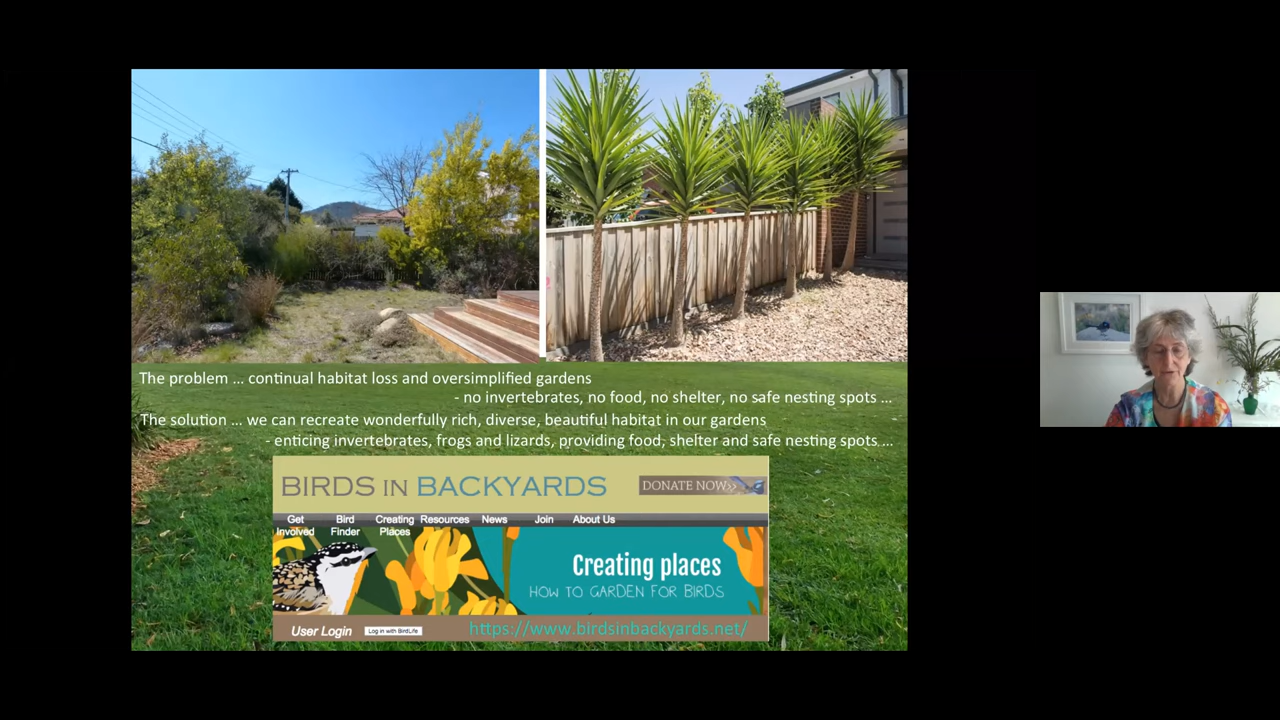 The problem ... continual habitat loss and oversimplified gardens
- no invertebrates, no food, no shelter, no safe nesting spots ...
The solution ... we can recreate wonderfully rich, diverse, beautiful habitat in our gardens
- enticing invertebrates, frogs and lizards, providing food, shelter and safe nesting spots ...
BIRDS IN BACKYARDS
DONATE NOW>>
Get Involved
Bird Finder
Creating Places
Resources
News
Join
About Us
Creating places
HOW TO GARDEN FOR BIRDS
User Login
Log in with BirdLife
https://www.birdsinbackyards.net/